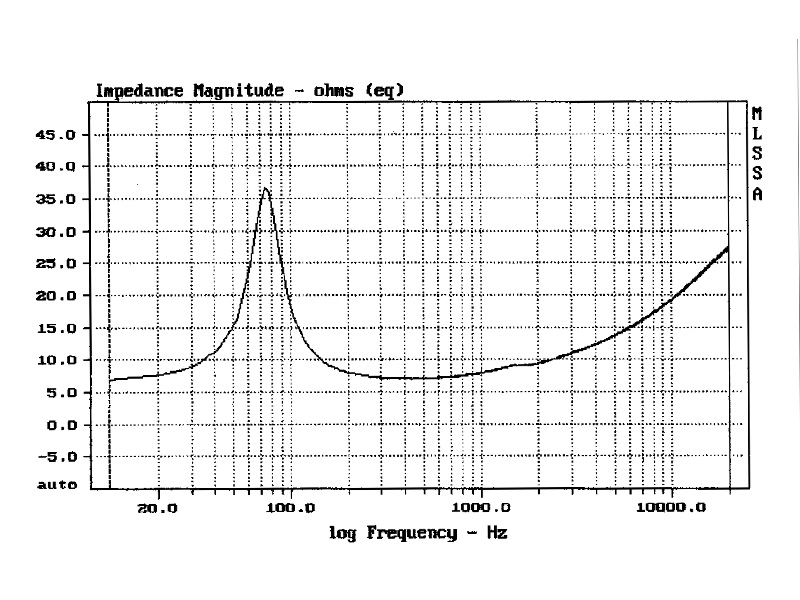 Impedance Magnitude - ohms (eq)
45.0
40.0
35.0
30.0
25.0
20.0
15.0
10.0
5.0
0.0
-5.0
auto
20.0 100.0 1000.0 10000.0
log Frequency - Hz
M
L
S
S
A